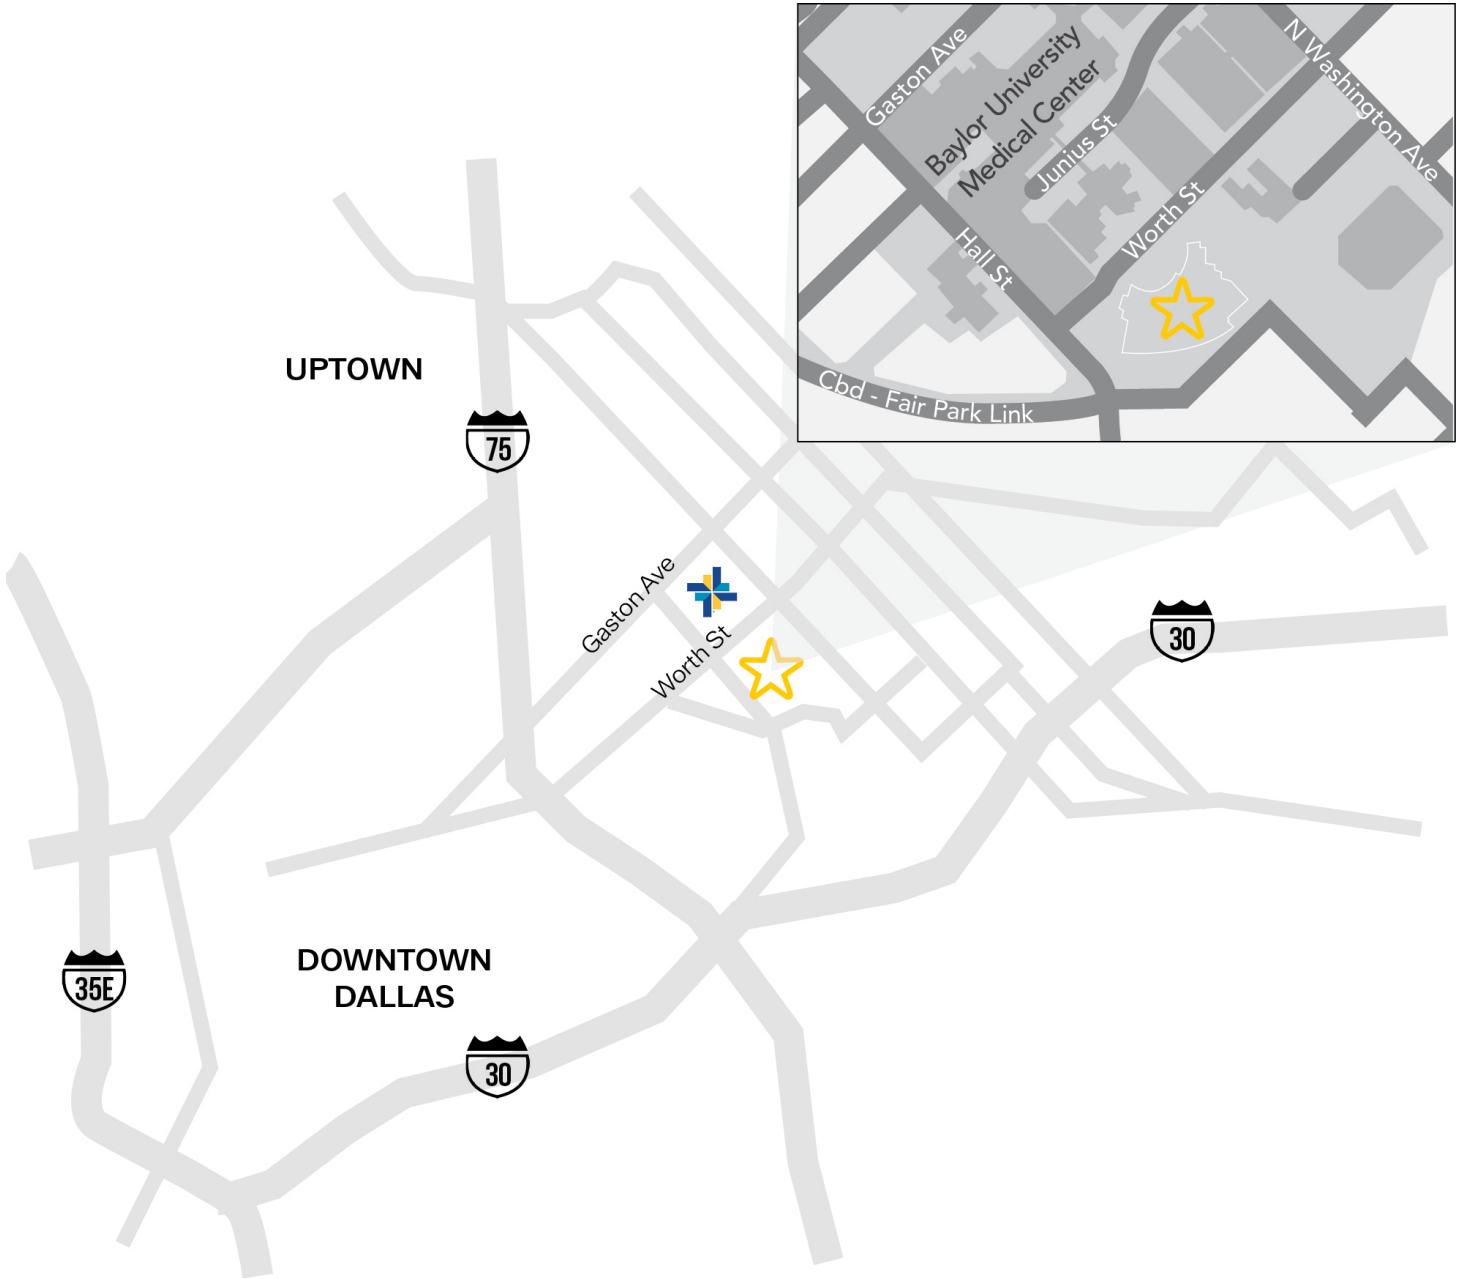 Gaston Ave
Baylor University
Medical Center
Junius St
N Washington Ave
Worth St
Hall St
Cbd - Fair Park Link
UPTOWN
75
Gaston Ave
Worth St
30
DOWNTOWN
DALLAS
35E
30